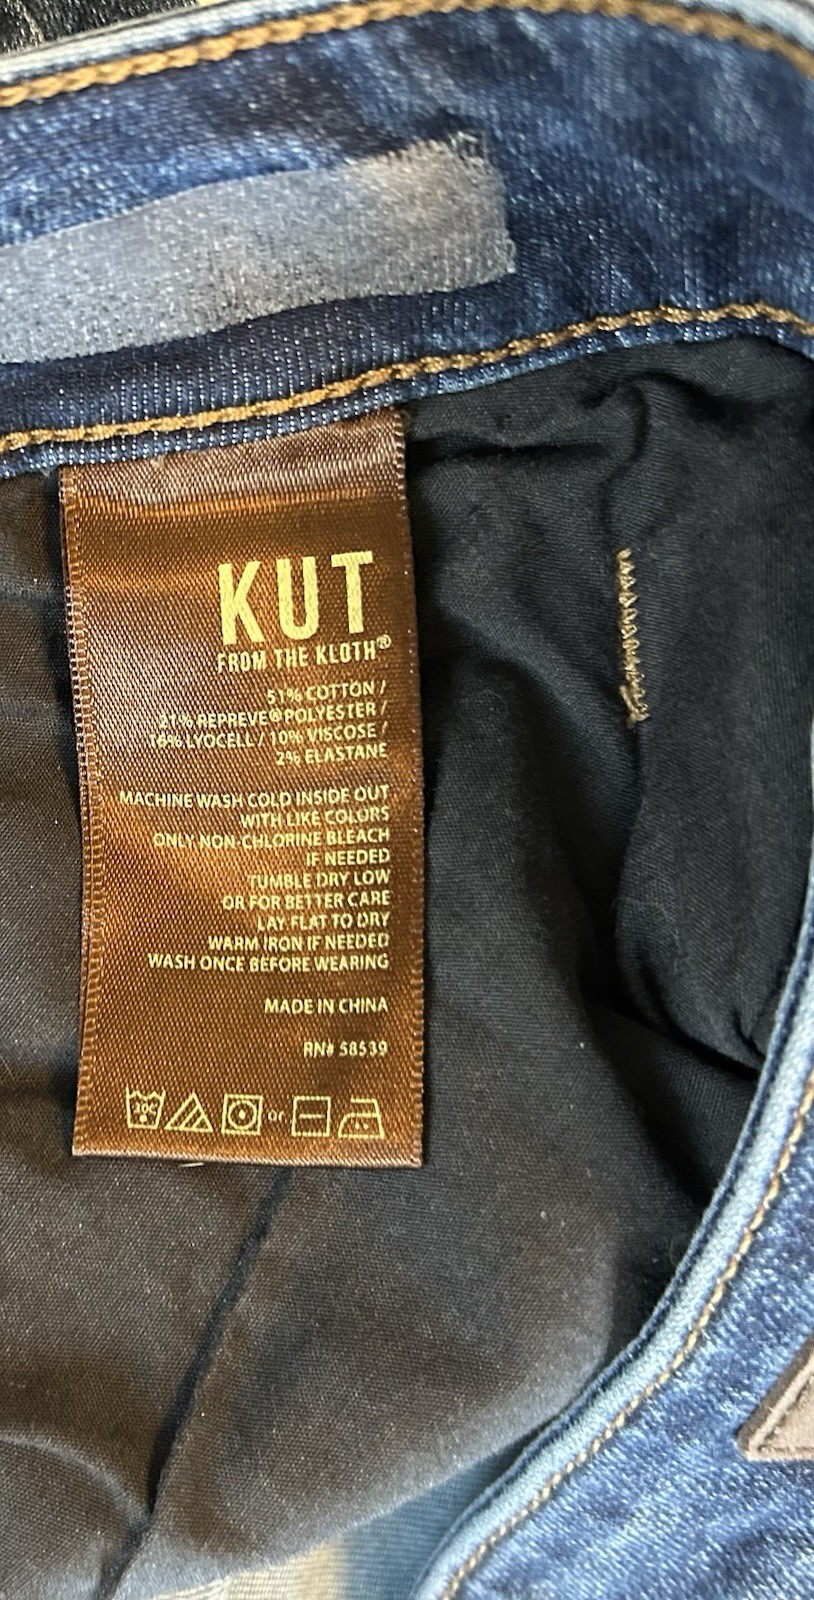 KUT
FROM THE KLOTH®
51% COTTON /
21% REPREVE® POLYESTER /
16% LYOCELL / 10% VISCOSE /
2% ELASTANE
MACHINE WASH COLD INSIDE OUT
WITH LIKE COLORS
ONLY NON-CHLORINE BLEACH
IF NEEDED
TUMBLE DRY LOW
OR FOR BETTER CARE
LAY FLAT TO DRY
WARM IRON IF NEEDED
WASH ONCE BEFORE WEARING
MADE IN CHINA
RN# 58539
30C or